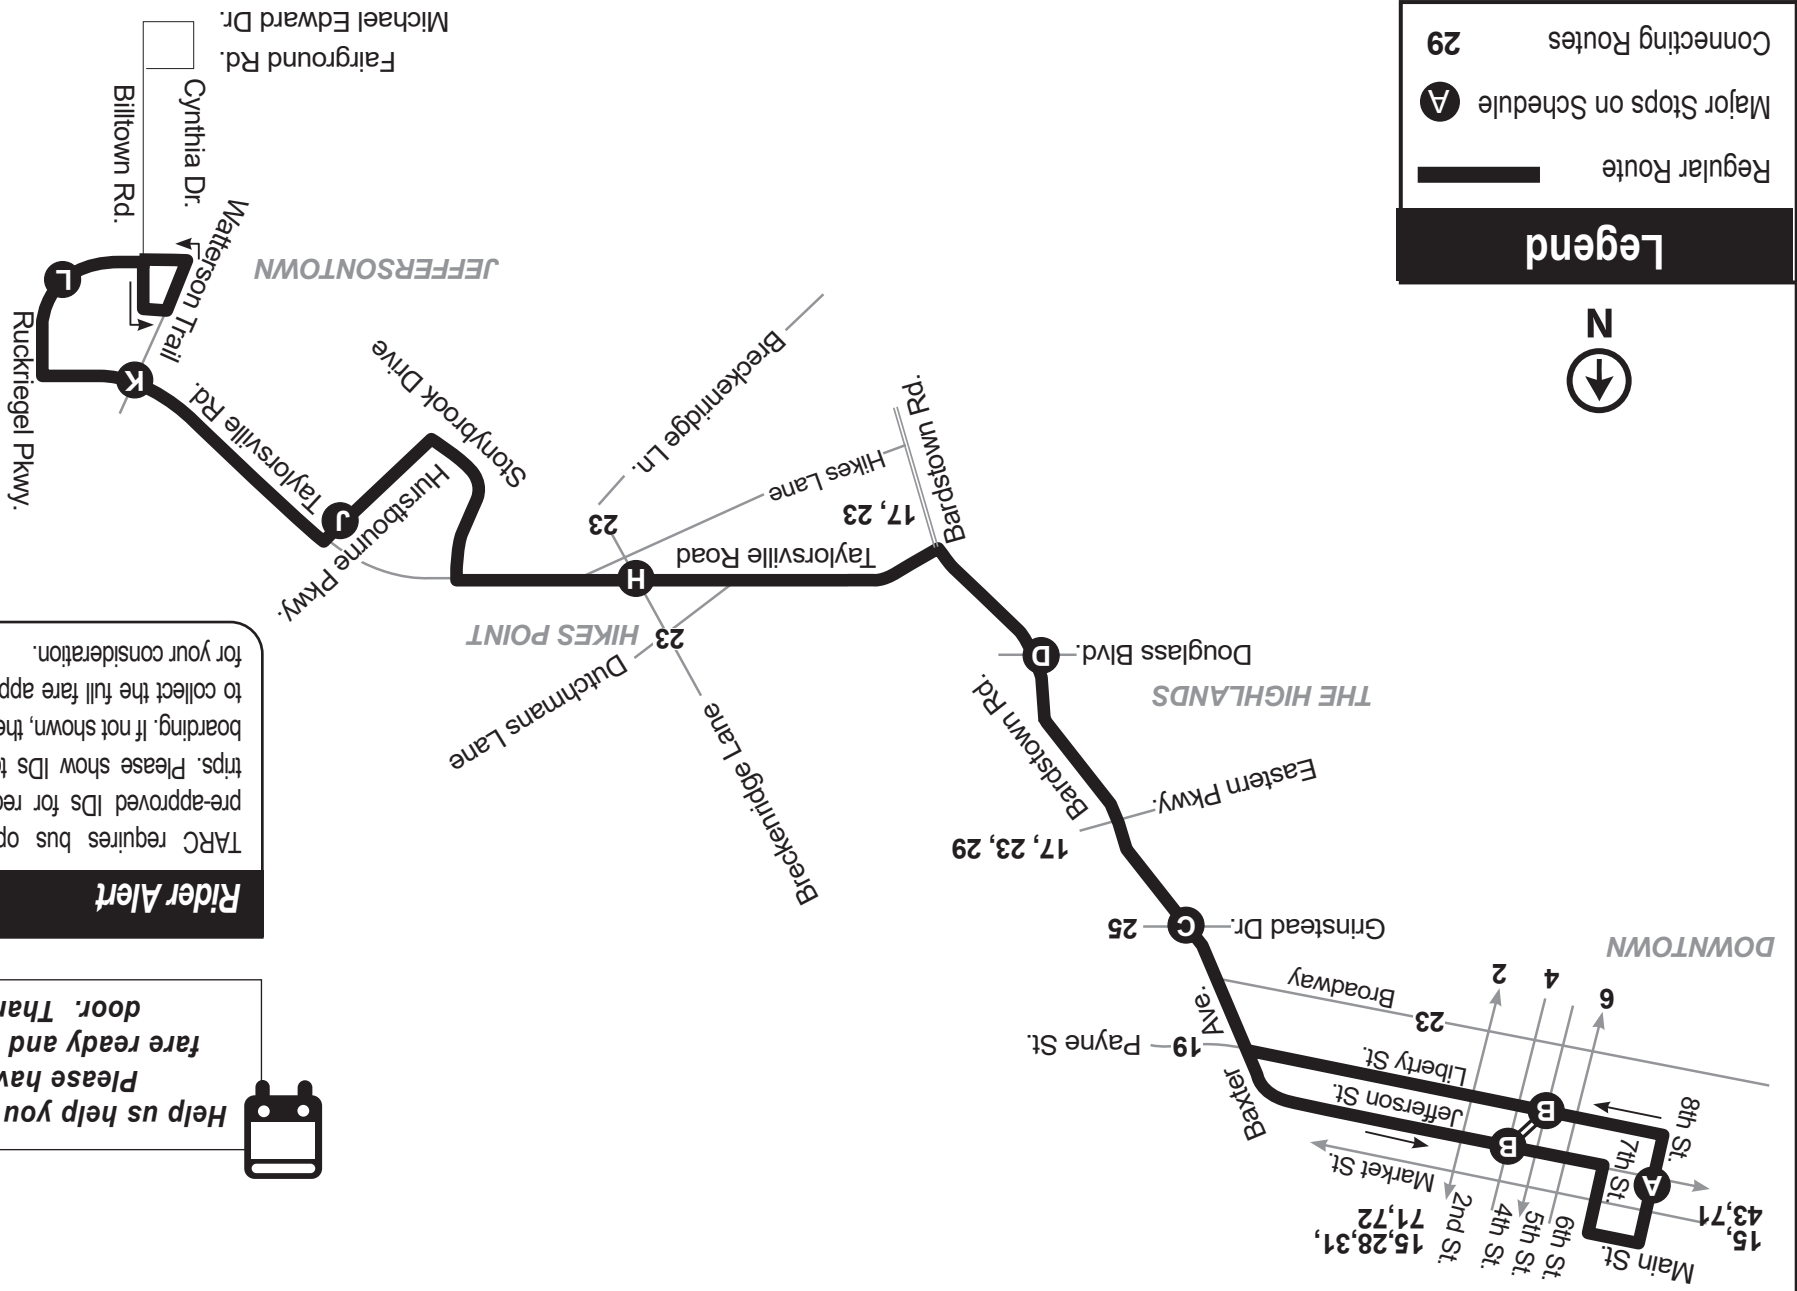 Main St.
15,
43,71
6th St.
5th St.
4th St.
2nd St.
15,28,31,
71,72
A
7th St.
8th St.
Market St.
B
B
Jefferson St.
Liberty St.
Baxter
Ave.
19
Payne St.
6
4
2
23
Broadway
DOWNTOWN
Grinstead Dr.
C
25
17, 23, 29
Eastern Pkwy.
Bardstown Rd.
THE HIGHLANDS
Douglass Blvd.
D
Bardstown Rd.
17, 23
Taylorsville Road
Hikes Lane
Breckenridge Lane
Dutchmans Lane
23
HIKES POINT
H
23
Breckenridge Ln.
Hurstbourne Pkwy.
Stonybrook Drive
J
Taylorsville Rd.
K
Ruckriegel Pkwy.
Watterson Trail
L
JEFFERSONTOWN
Billtown Rd.
Cynthia Dr.
Fairground Rd.
Michael Edward Dr.
Help us help you
Please hav
fare ready and
door. Than
Rider Alert
TARC requires bus op
pre-approved IDs for rec
trips. Please show IDs t
boarding. If not shown, the
to collect the full fare app
for your consideration.
N
Legend
Regular Route
Major Stops on Schedule A
Connecting Routes 29